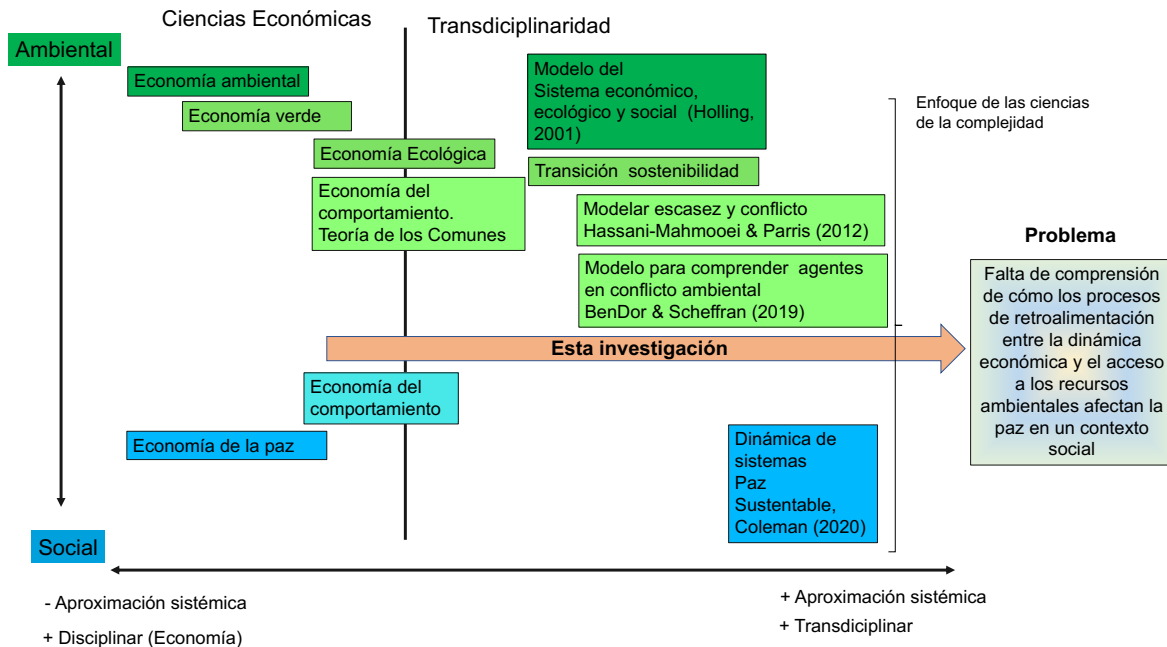 Ciencias Económicas
Transdiciplinaridad
Ambiental
Economía ambiental
Economía verde
Economía Ecológica
Economía del
comportamiento.
Teoría de los Comunes
Modelo del
Sistema económico,
ecológico y social (Holling,
2001)
Transición sostenibilidad
Modelar escasez y conflicto
Hassani-Mahmooei & Parris (2012)
Modelo para comprender agentes
en conflicto ambiental
BenDor & Scheffran (2019)
Enfoque de las ciencias
de la complejidad
Esta investigación
Problema
Falta de comprensión
de cómo los procesos
de retroalimentación
entre la dinámica
económica y el acceso
a los recursos
ambientales afectan la
paz en un contexto
social
Economía del
comportamiento
Economía de la paz
Dinámica de
sistemas
Paz
Sustentable,
Coleman (2020)
Social
- Aproximación sistémica
+ Disciplinar (Economía)
+ Aproximación sistémica
+ Transdiciplinar